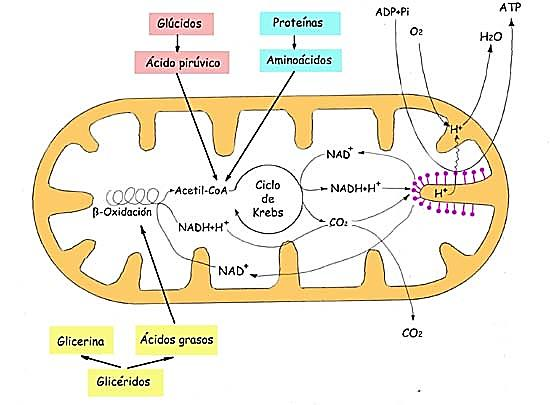 Glúcidos
Proteínas
ADP+Pi
ATP
O₂
H₂O
Ácido pirúvico
Aminoácidos
H⁺
NAD⁺
Acetil-CoA
Ciclo
de
Krebs
NADH+H⁺
H⁺
β-Oxidación
NADH+H⁺
CO₂
NAD⁺
CO₂
Glicerina
Ácidos grasos
Glicéridos